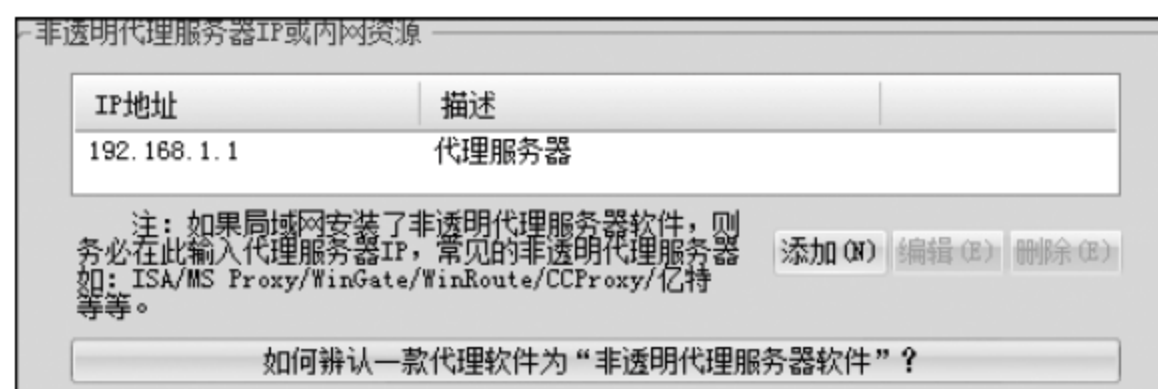 非透明代理服务器IP或内网资源
IP地址 描述
192.168.1.1 代理服务器
注：如果局域网安装了非透明代理服务器软件，则
务必在此输入代理服务器IP，常见的非透明代理服务器
如：ISA/MS Proxy/WinGate/WinRoute/CCProxy/亿特
等等。
添加(N) 编辑(E) 删除(E)
如何辨认一款代理软件为“非透明代理服务器软件”？